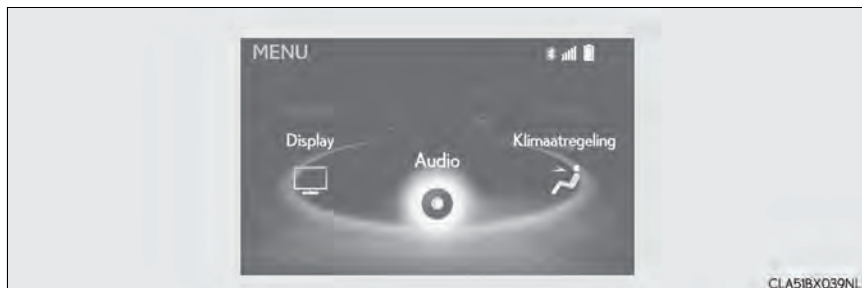 MENU
Display
Audio
Klimaatregeling
CLA51BX039NL